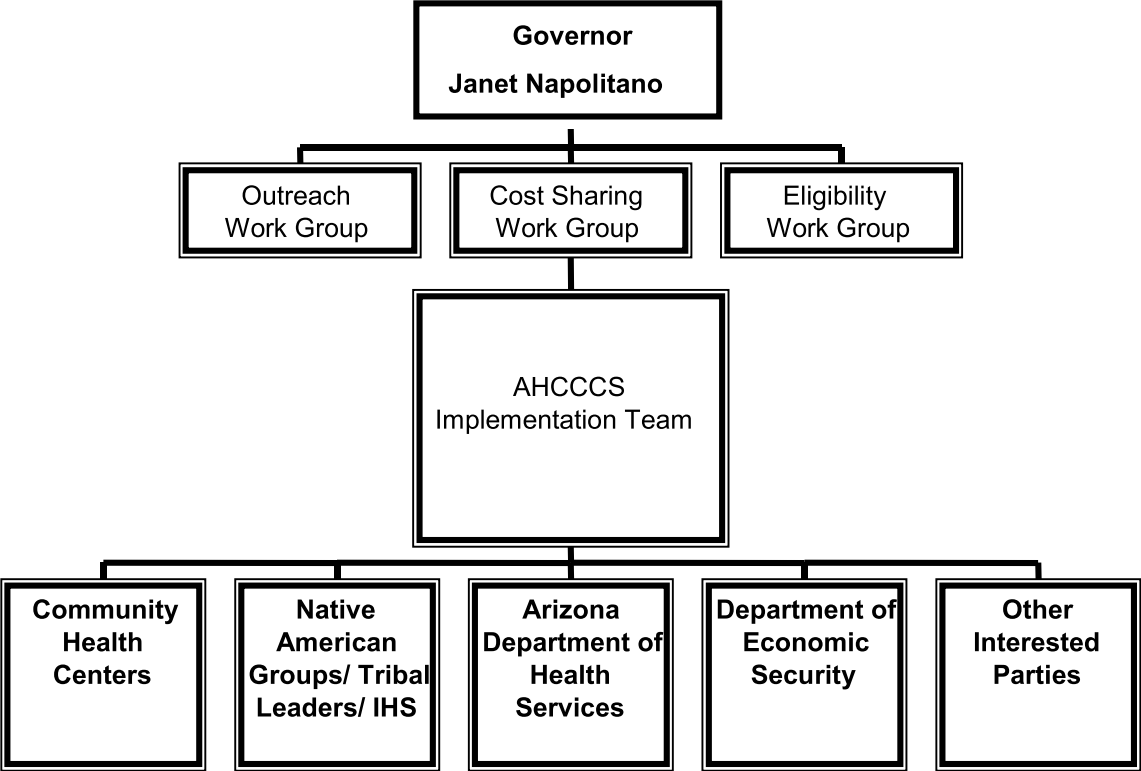 Governor
Janet Napolitano
Outreach
Work Group
Cost Sharing
Work Group
Eligibility
Work Group
AHCCCS
Implementation Team
Community
Health
Centers
Native
American
Groups/ Tribal
Leaders/ IHS
Arizona
Department of
Health
Services
Department of
Economic
Security
Other
Interested
Parties